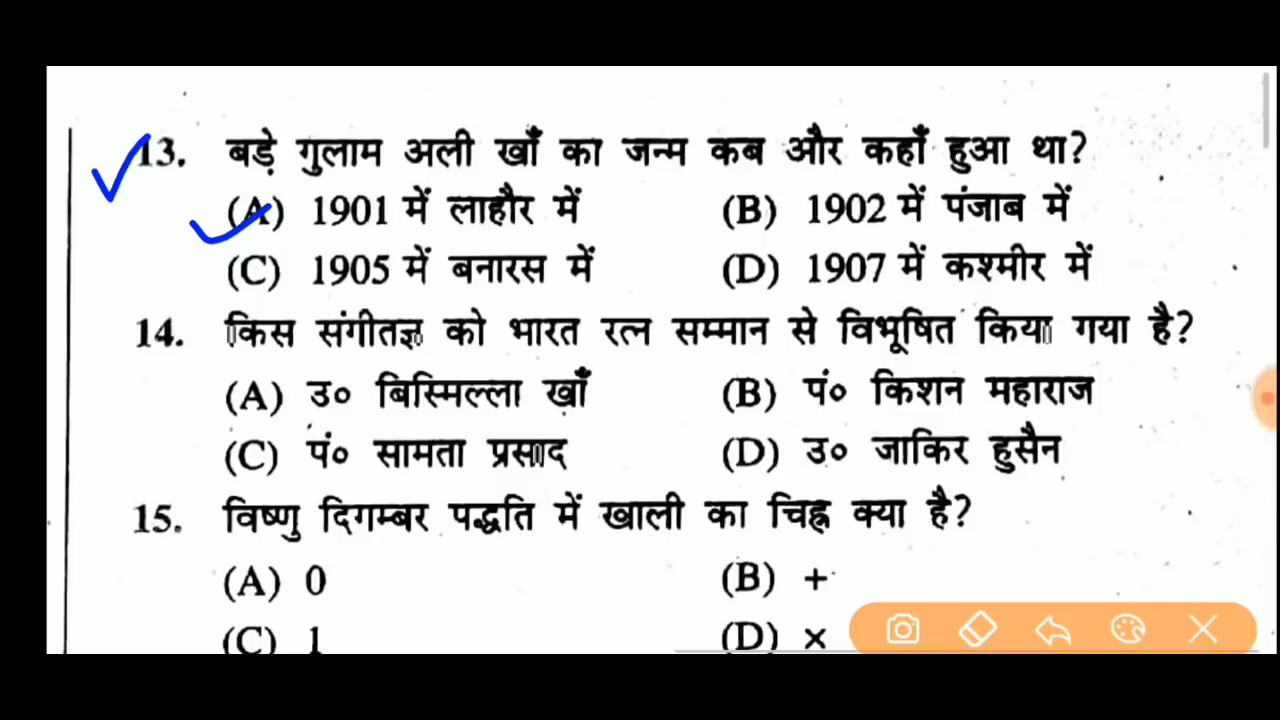 13. बड़े गुलाम अली खाँ का जन्म कब और कहाँ हुआ था?
(A) 1901 में लाहौर में (B) 1902 में पंजाब में
(C) 1905 में बनारस में (D) 1907 में कश्मीर में
14. किस संगीतज्ञ को भारत रत्न सम्मान से विभूषित किया गया है?
(A) उ० बिस्मिल्ला खाँ (B) पं० किशन महाराज
(C) पं० सामता प्रसाद (D) उ० जाकिर हुसैन
15. विष्णु दिगम्बर पद्धति में खाली का चिह्न क्या है?
(A) 0 (B) +
(C) 1 (D) ×